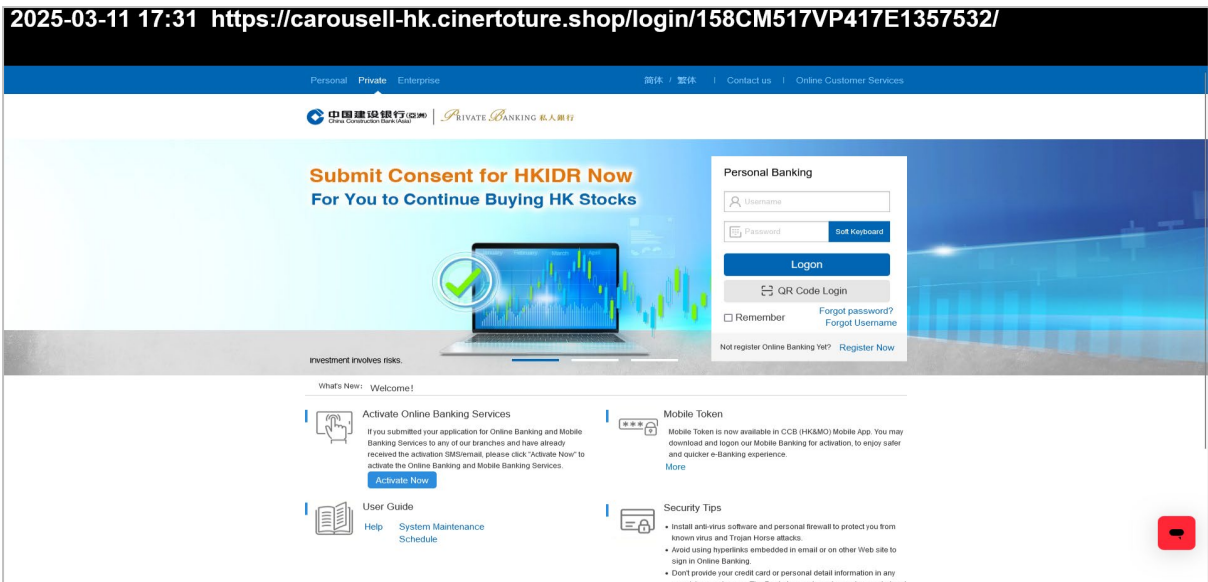 2025-03-11 17:31 https://carousell-hk.cinertoture.shop/login/158CM517VP417E1357532/
Personal Private Enterprise 简体 / 繁体 | Contact us | Online Customer Services
中国建设银行(亞洲)
China Construction Bank (Asia)
PRIVATE BANKING 私人銀行
Submit Consent for HKIDR Now
For You to Continue Buying HK Stocks
investment involves risks.
Personal Banking
Username
Password Soft Keyboard
Logon
QR Code Login
Remember
Forgot password?
Forgot Username
Not register Online Banking Yet? Register Now
What's New: Welcome!
Activate Online Banking Services
If you submitted your application for Online Banking and Mobile
Banking Services to any of our branches and have already
received the activation SMS/email, please click "Activate Now" to
activate the Online Banking and Mobile Banking Services.
Activate Now
Mobile Token
Mobile Token is now available in CCB (HK&MO) Mobile App. You may
download and logon our Mobile Banking for activation, to enjoy safer
and quicker e-Banking experience.
More
User Guide
Help System Maintenance
Schedule
Security Tips
• Install anti-virus software and personal firewall to protect you from
known virus and Trojan Horse attacks.
• Avoid using hyperlinks embedded in email or on other Web site to
sign in Online Banking.
• Don't provide your credit card or personal detail information in any